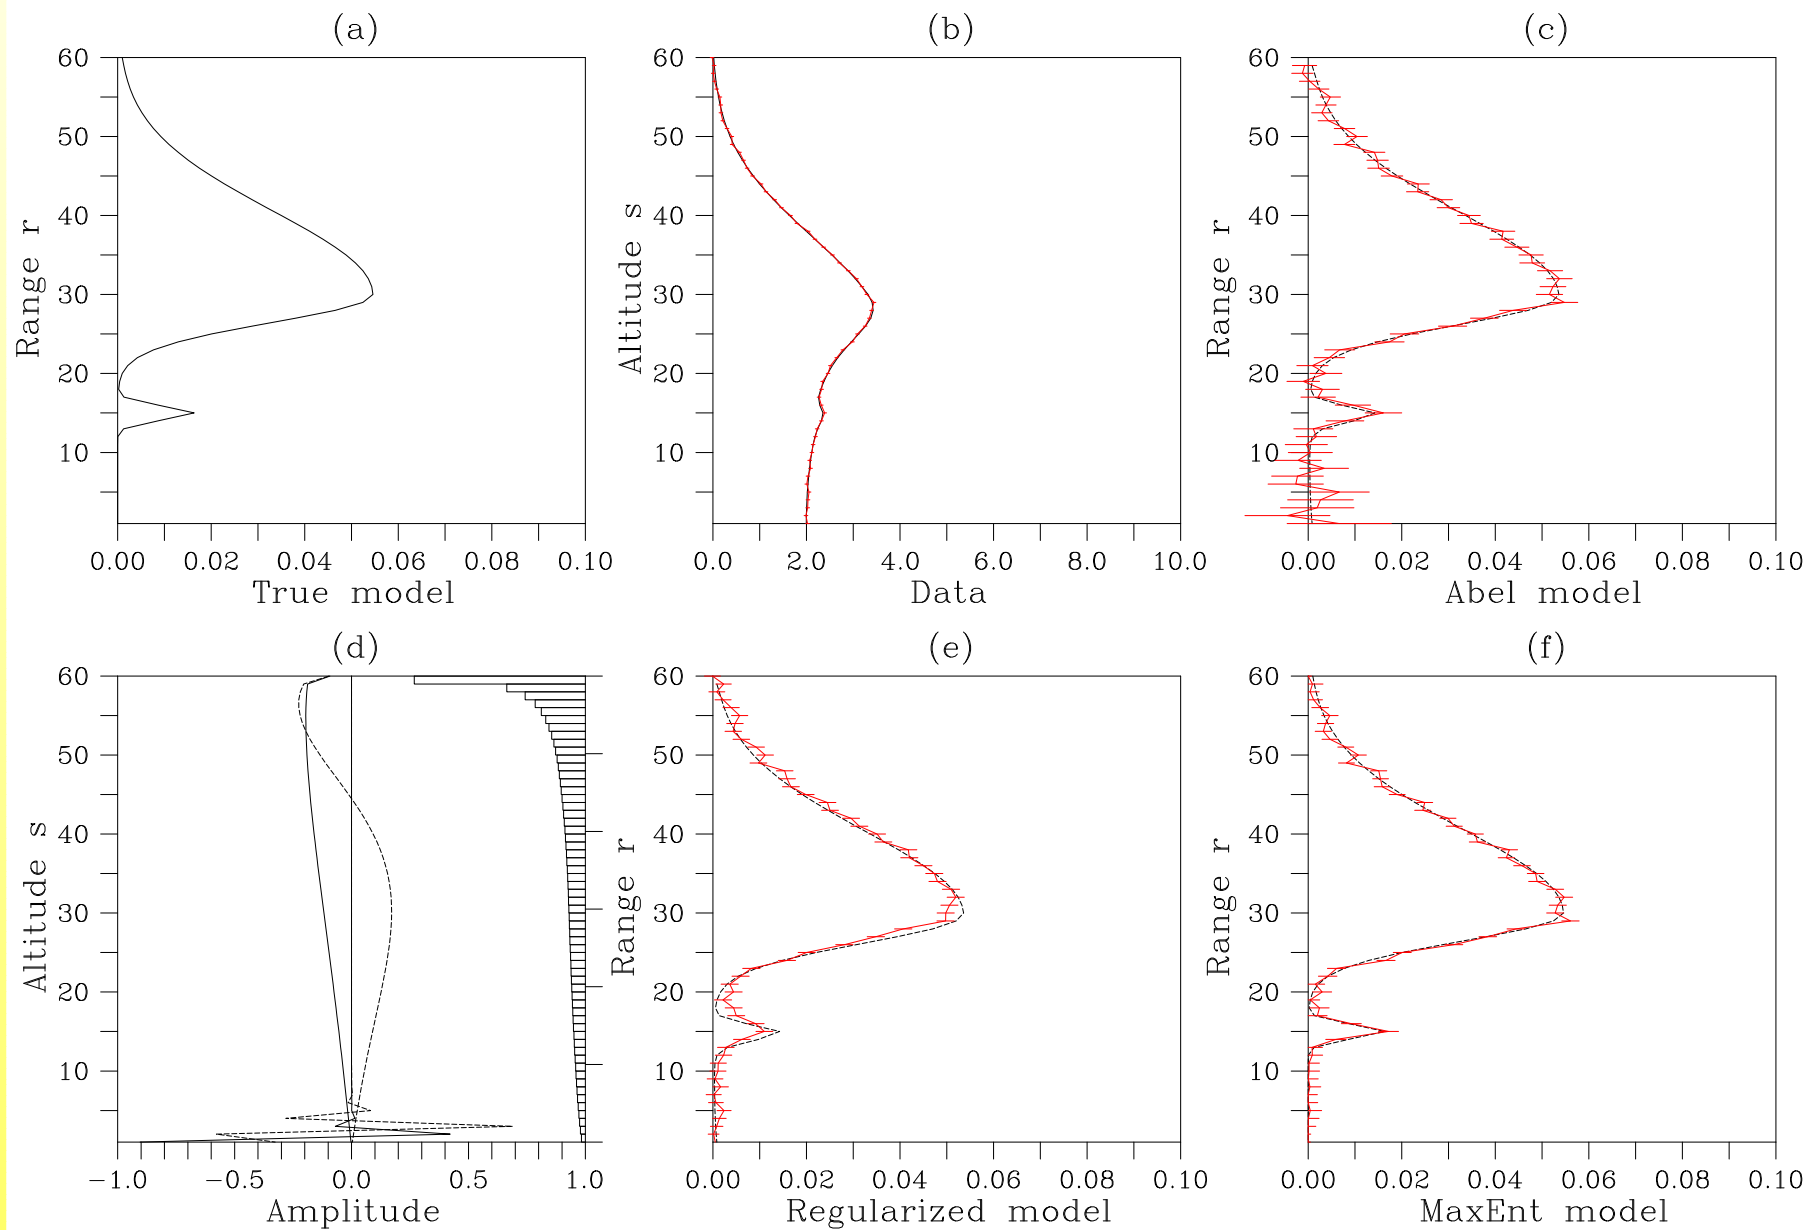 (a)
60
50
40
30
20
10
Range r
0.00 0.02 0.04 0.06 0.08 0.10
True model
(b)
60
50
40
30
20
10
Altitude s
0.0 2.0 4.0 6.0 8.0 10.0
Data
(c)
60
50
40
30
20
10
Range r
0.00 0.02 0.04 0.06 0.08 0.10
Abel model
(d)
60
50
40
30
20
10
Altitude s
-1.0 -0.5 0.0 0.5 1.0
Amplitude
(e)
60
50
40
30
20
10
Range r
0.00 0.02 0.04 0.06 0.08 0.10
Regularized model
(f)
60
50
40
30
20
10
Range r
0.00 0.02 0.04 0.06 0.08 0.10
MaxEnt model